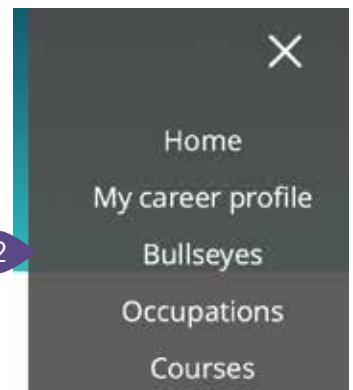 Home
My career profile
2
Bullseyes
Occupations
Courses